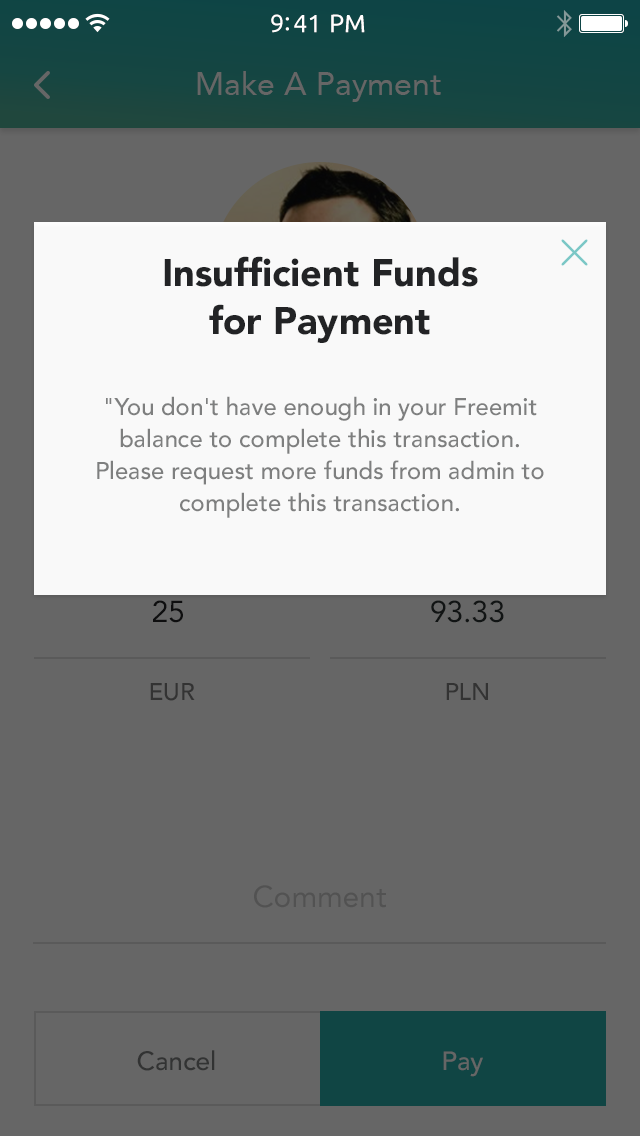 9:41 PM
Make A Payment
Insufficient Funds
for Payment
"You don't have enough in your Freemit
balance to complete this transaction.
Please request more funds from admin to
complete this transaction.
25 93.33
EUR PLN
Comment
Cancel Pay